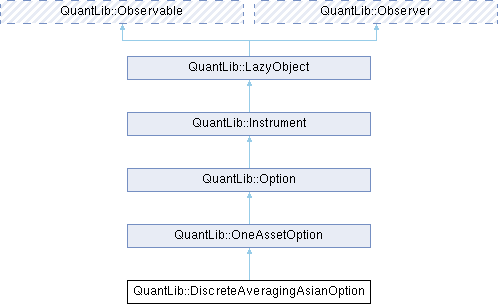 QuantLib::Observable
QuantLib::Observer
QuantLib::LazyObject
QuantLib::Instrument
QuantLib::Option
QuantLib::OneAssetOption
QuantLib::DiscreteAveragingAsianOption